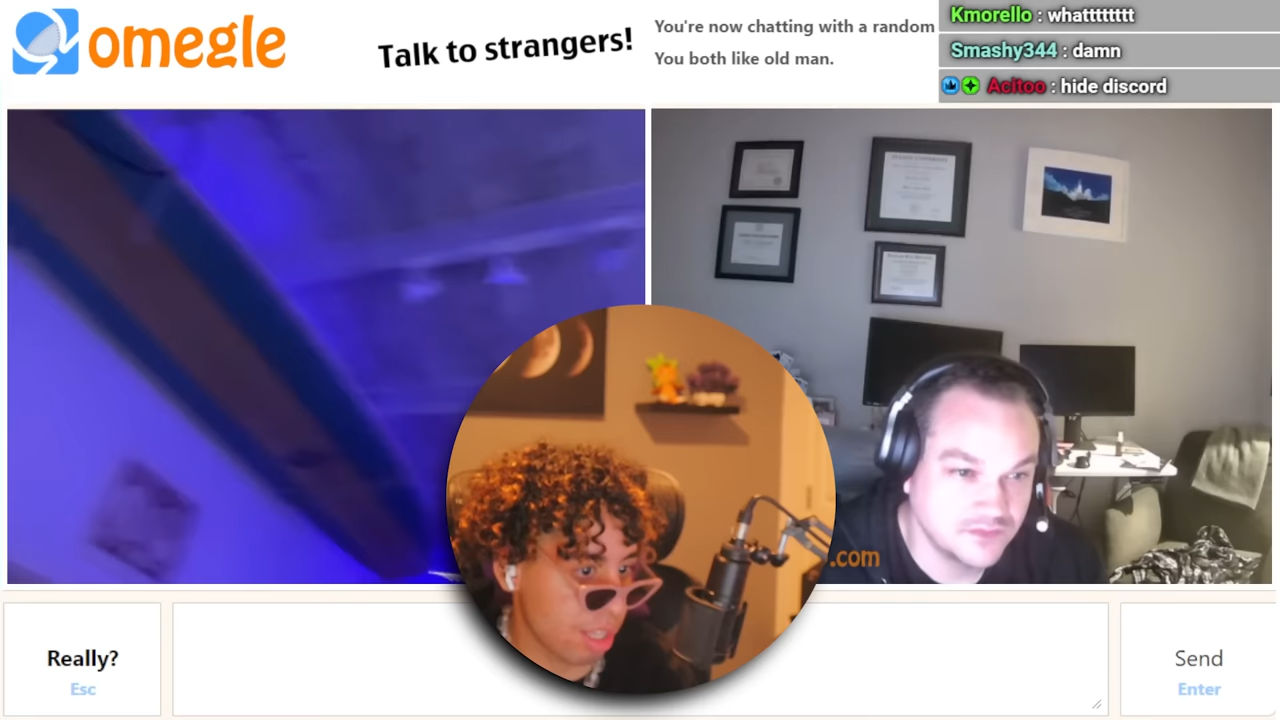 omegle
Talk to strangers!
You're now chatting with a random
You both like old man.
Kmorello : whatttttttt
Smashy344 : damn
Acitoo : hide discord
.com
Really?
Esc
Send
Enter